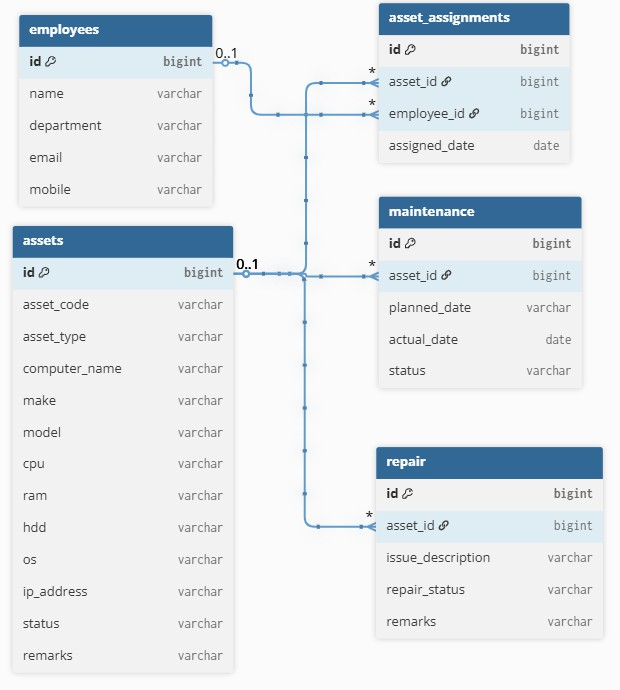 employees
id bigint
name varchar
department varchar
email varchar
mobile varchar
0..1
assets
id bigint
asset_code varchar
asset_type varchar
computer_name varchar
make varchar
model varchar
cpu varchar
ram varchar
hdd varchar
os varchar
ip_address varchar
status varchar
remarks varchar
0..1
asset_assignments
id bigint
* asset_id bigint
* employee_id bigint
assigned_date date
maintenance
id bigint
* asset_id bigint
planned_date varchar
actual_date date
status varchar
repair
id bigint
* asset_id bigint
issue_description varchar
repair_status varchar
remarks varchar